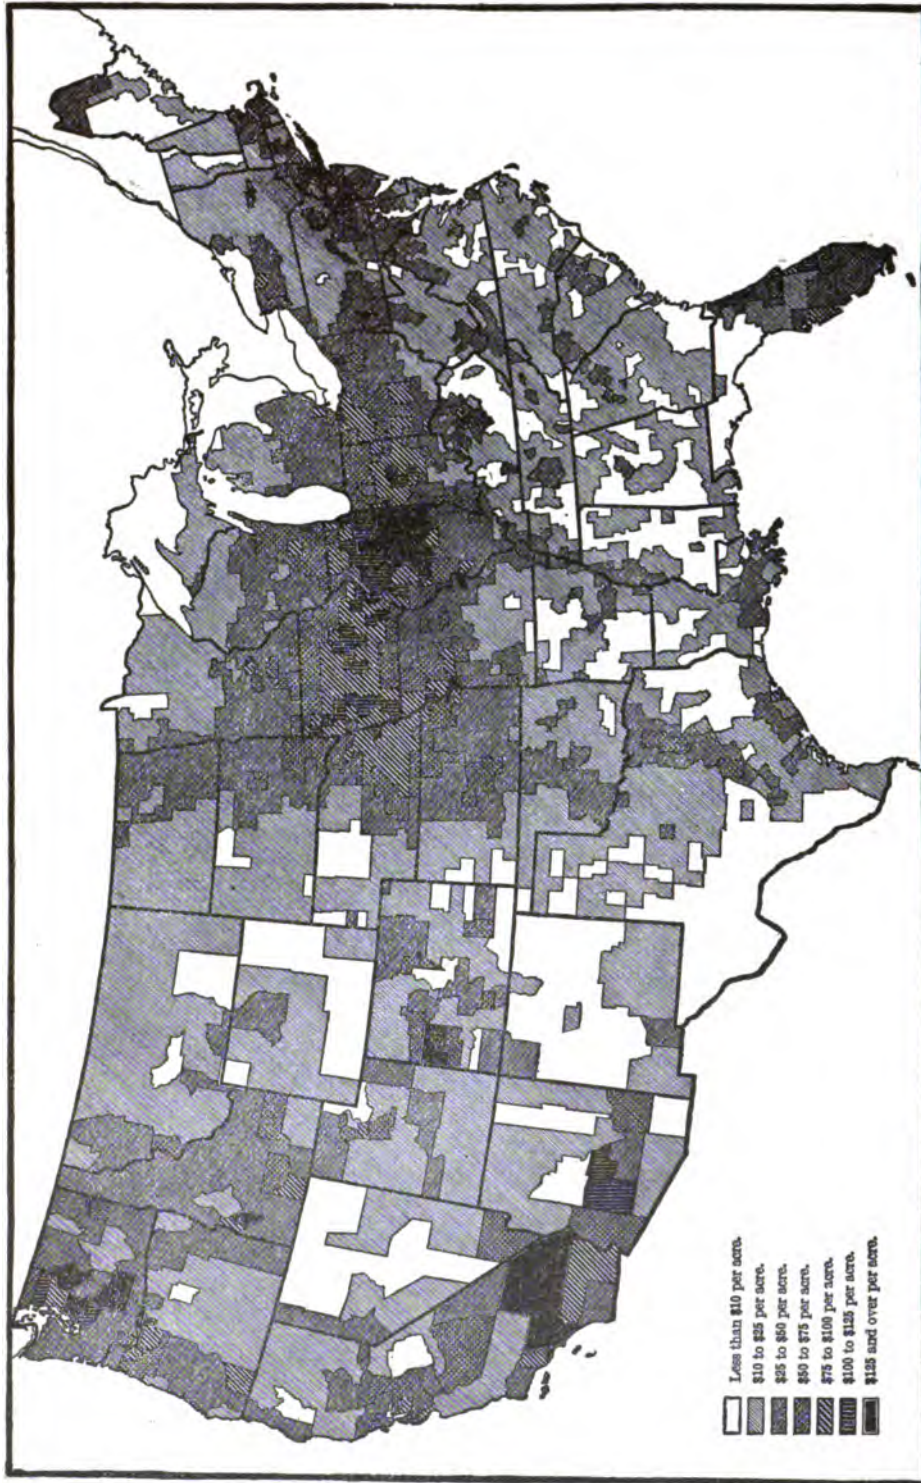 Less than $10 per acre.
$10 to $25 per acre.
$25 to $50 per acre.
$50 to $75 per acre.
$75 to $100 per acre.
$100 to $125 per acre.
$125 and over per acre.